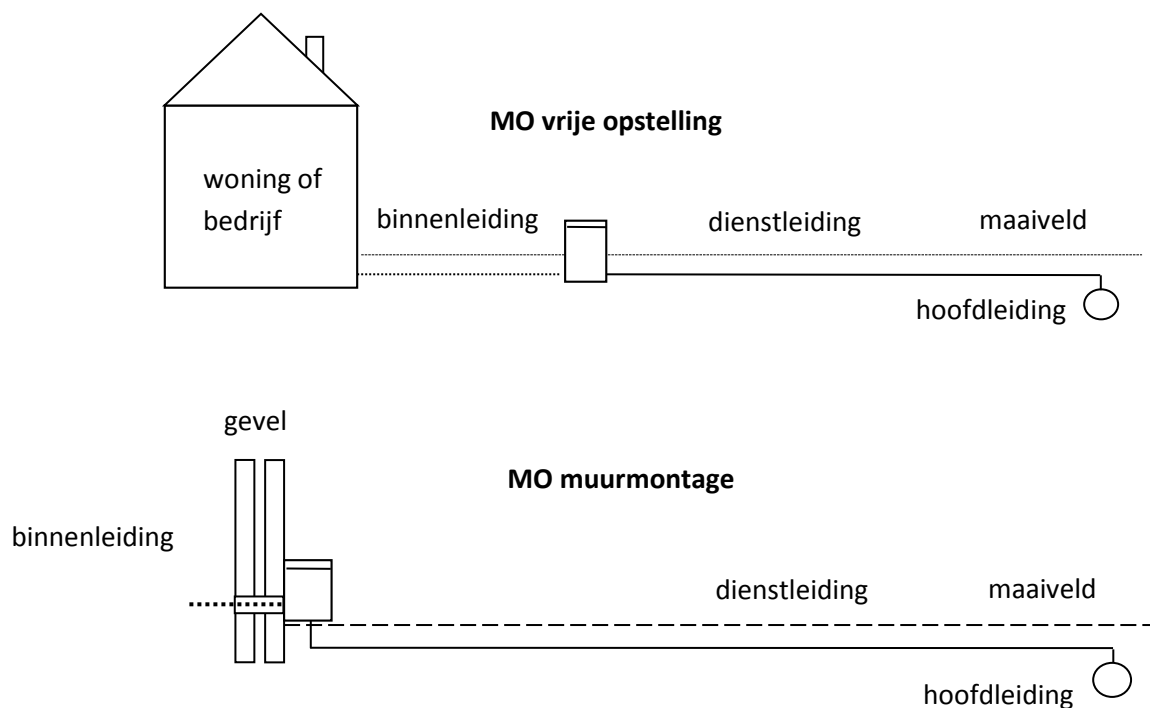 MO vrije opstelling
woning of
bedrijf
binnenleiding
dienstleiding
maaiveld
hoofdleiding
gevel
MO muurmontage
binnenleiding
dienstleiding
maaiveld
hoofdleiding